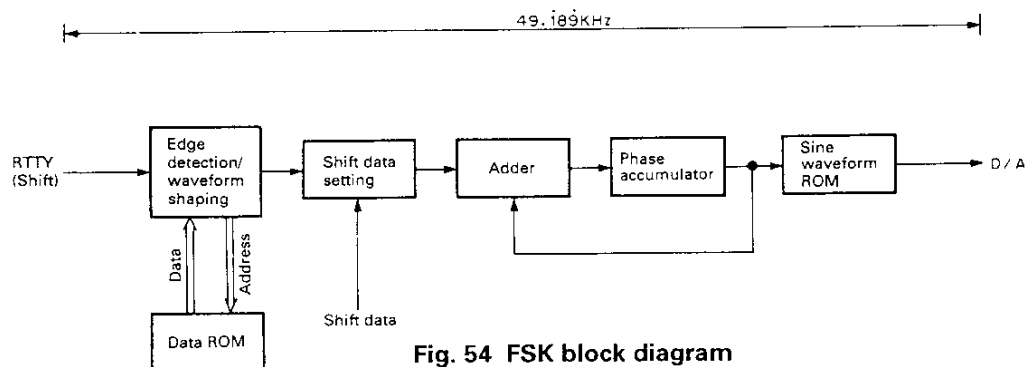 49.189KHz
RTTY
(Shift)
Edge
detection/
waveform
shaping
Shift data
setting
Adder
Phase
accumulator
Sine
waveform
ROM
D/A
Data
Address
Data ROM
Shift data
Fig. 54 FSK block diagram